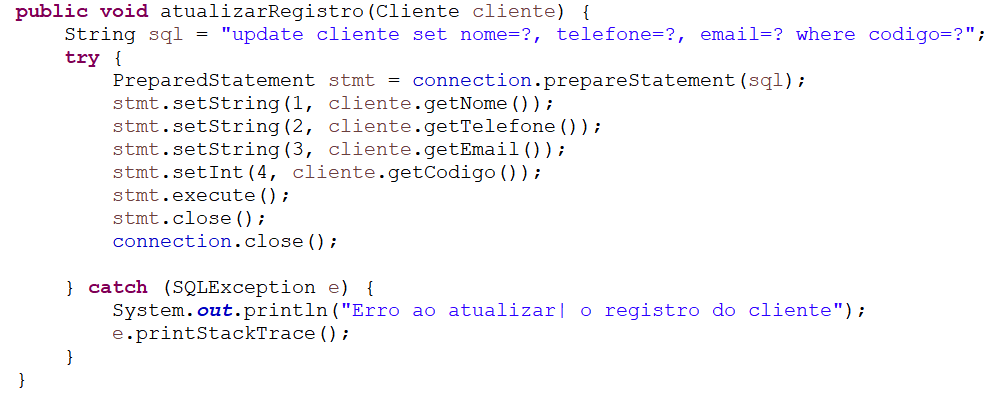 public void atualizarRegistro(Cliente cliente) {
String sql = "update cliente set nome=?, telefone=?, email=? where codigo=?";
try {
PreparedStatement stmt = connection.prepareStatement(sql);
stmt.setString(1, cliente.getNome());
stmt.setString(2, cliente.getTelefone());
stmt.setString(3, cliente.getEmail());
stmt.setInt(4, cliente.getCodigo());
stmt.execute();
stmt.close();
connection.close();
} catch (SQLException e) {
System.out.println("Erro ao atualizar| o registro do cliente");
e.printStackTrace();
}
}